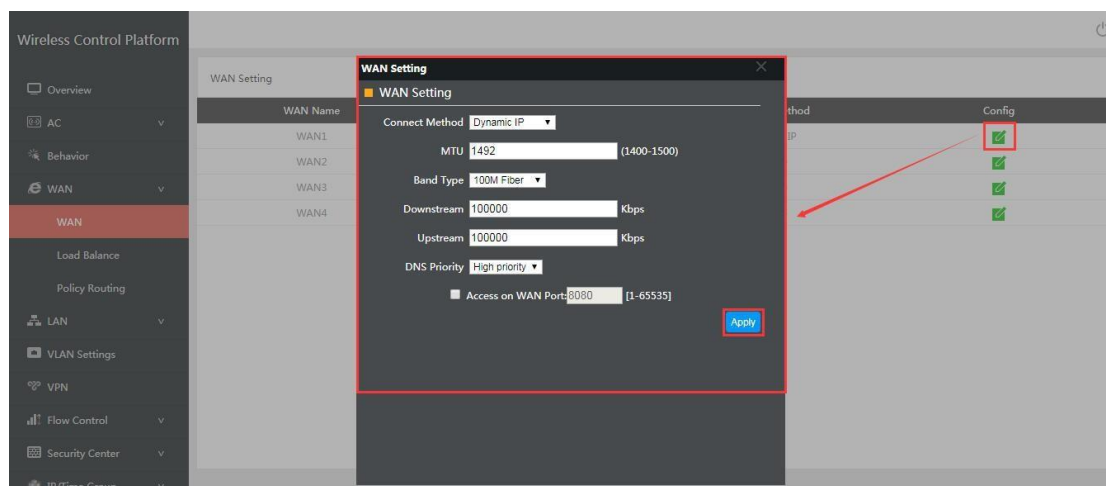 Wireless Control Platform
Overview
AC
Behavior
WAN
WAN
Load Balance
Policy Routing
LAN
VLAN Settings
VPN
Flow Control
Security Center
WAN Setting
WAN Name
thod
Config
WAN1
IP
WAN2
WAN3
WAN4
WAN Setting
WAN Setting
Connect Method Dynamic IP
MTU 1492 (1400-1500)
Band Type 100M Fiber
Downstream 100000 Kbps
Upstream 100000 Kbps
DNS Priority High priority
Access on WAN Port:8080 [1-65535]
Apply